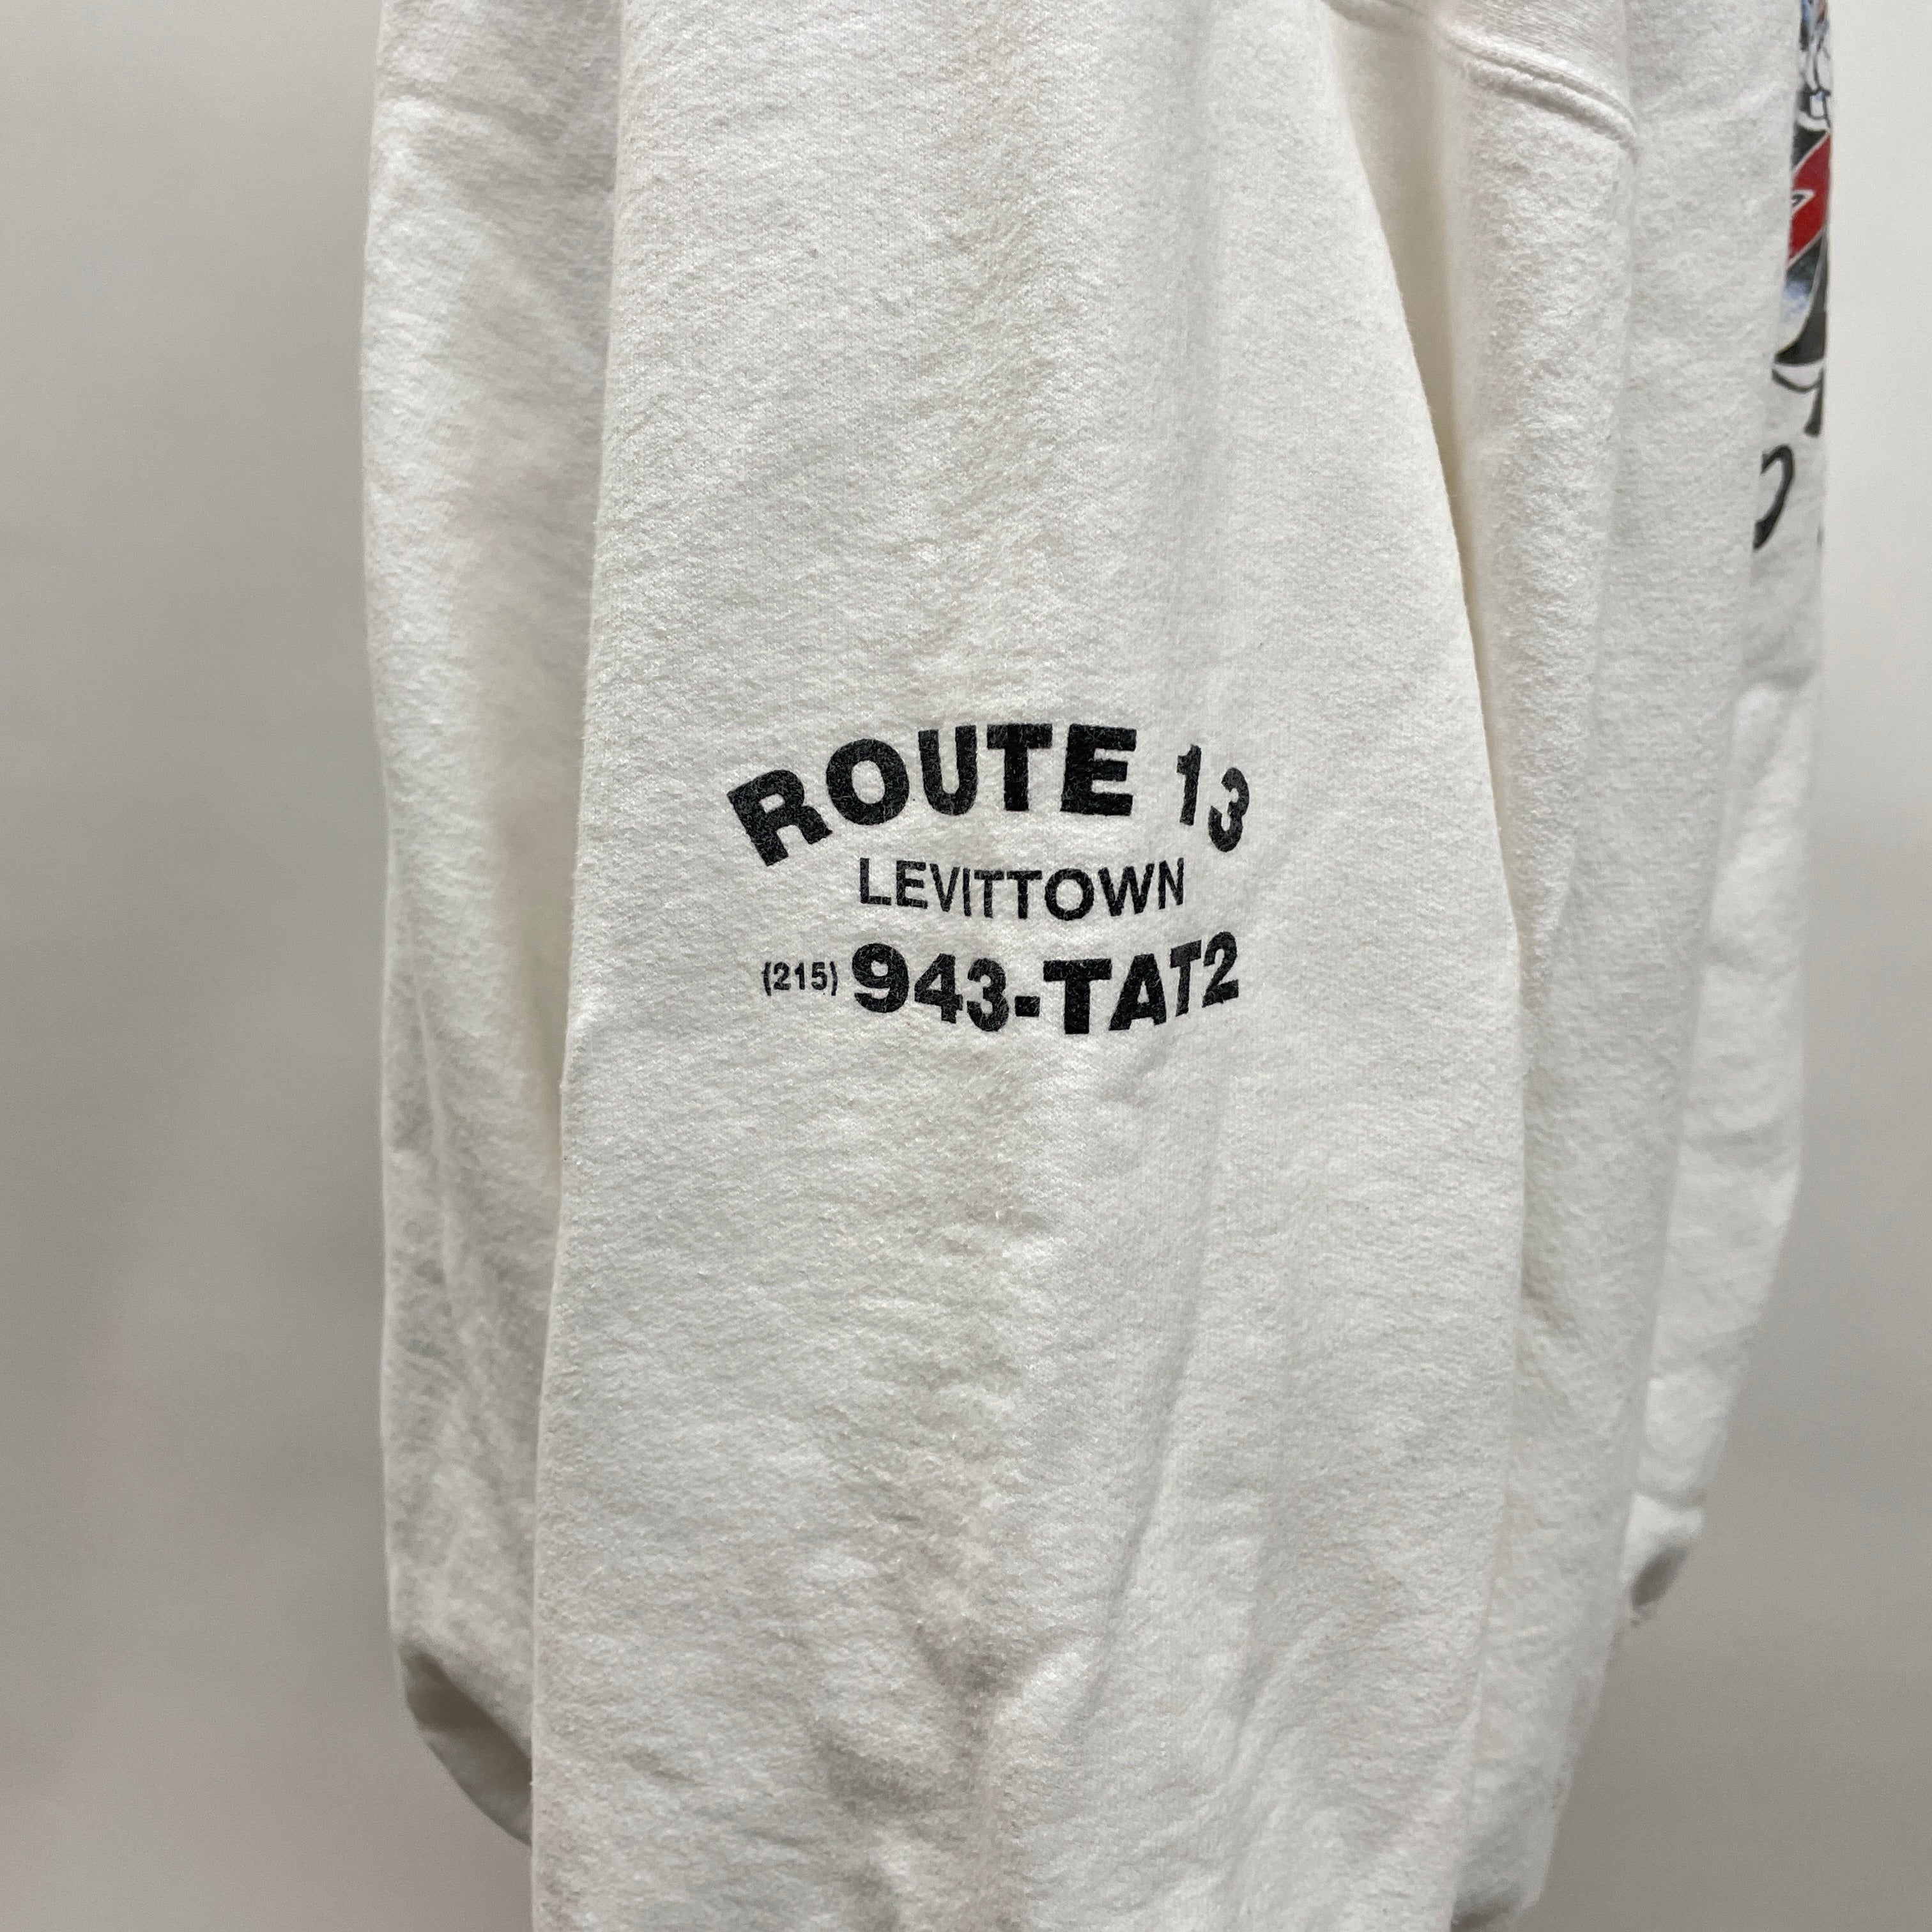 ROUTE 13
LEVITTOWN
(215) 943-TAT2